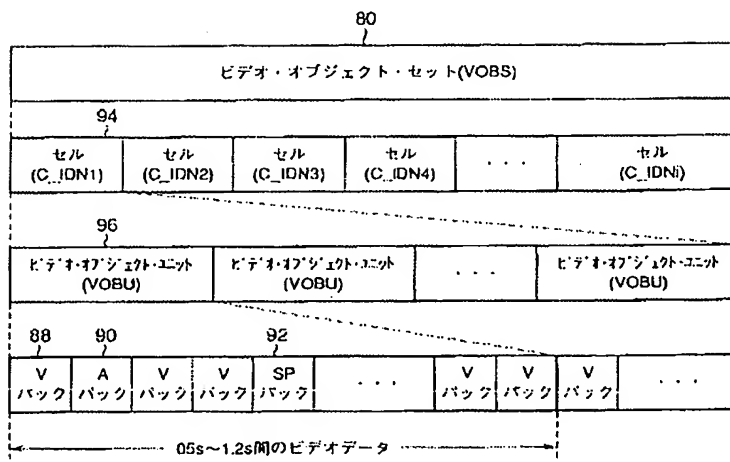 80
ビデオ・オブジェクト・セット(VOBS)
94
セル セル セル セル ・・・ セル
(C_IDN1) (C_IDN2) (C_IDN3) (C_IDN4) (C_IDNi)
96
ビデオ・オブジェクト・ユニット ビデオ・オブジェクト・ユニット ・・・ ビデオ・オブジェクト・ユニット
(VOBU) (VOBU) (VOBU)
88 90 92
V A V V SP ・・・ V V V ・・・
パック パック パック パック パック パック パック パック
05s~1.2s間のビデオデータ